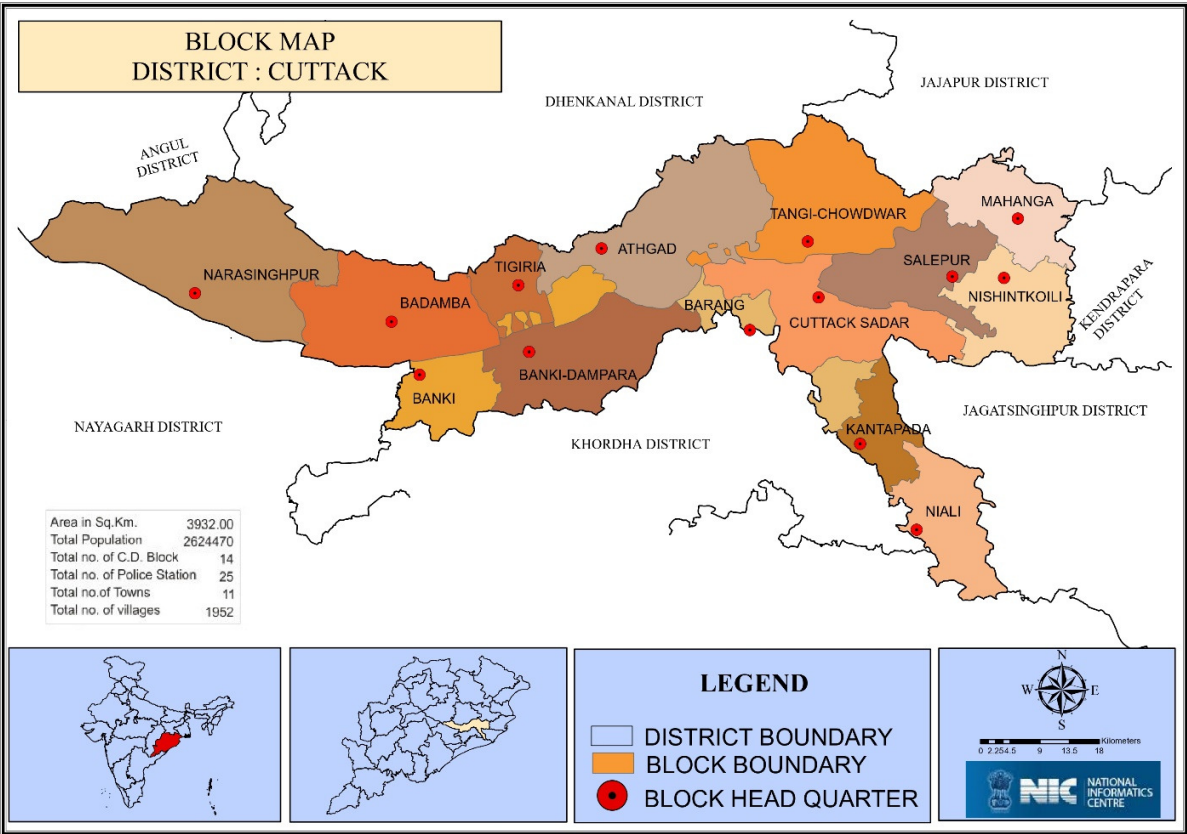 BLOCK MAP
DISTRICT : CUTTACK
DHENKANAL DISTRICT
JAJAPUR DISTRICT
ANGUL
DISTRICT
MAHANGA
TANGI-CHOWDWAR
ATHGAD
SALEPUR
TIGIRIA
NARASINGHPUR
NISHINTKOILI
BADAMBA
BARANG
CUTTACK SADAR
KENDRAPARA
DISTRICT
BANKI-DAMPARA
BANKI
JAGATSINGHPUR DISTRICT
NAYAGARH DISTRICT
KANTAPADA
KHORDHA DISTRICT
NIALI
Area in Sq.Km. 3932.00
Total Population 2624470
Total no. of C.D. Block 14
Total no. of Police Station 25
Total no.of Towns 11
Total no. of villages 1952
LEGEND
DISTRICT BOUNDARY
BLOCK BOUNDARY
BLOCK HEAD QUARTER
N
W E
S
Kilometers
0 2.254.5 9 13.5 18
NIC
NATIONAL
INFORMATICS
CENTRE